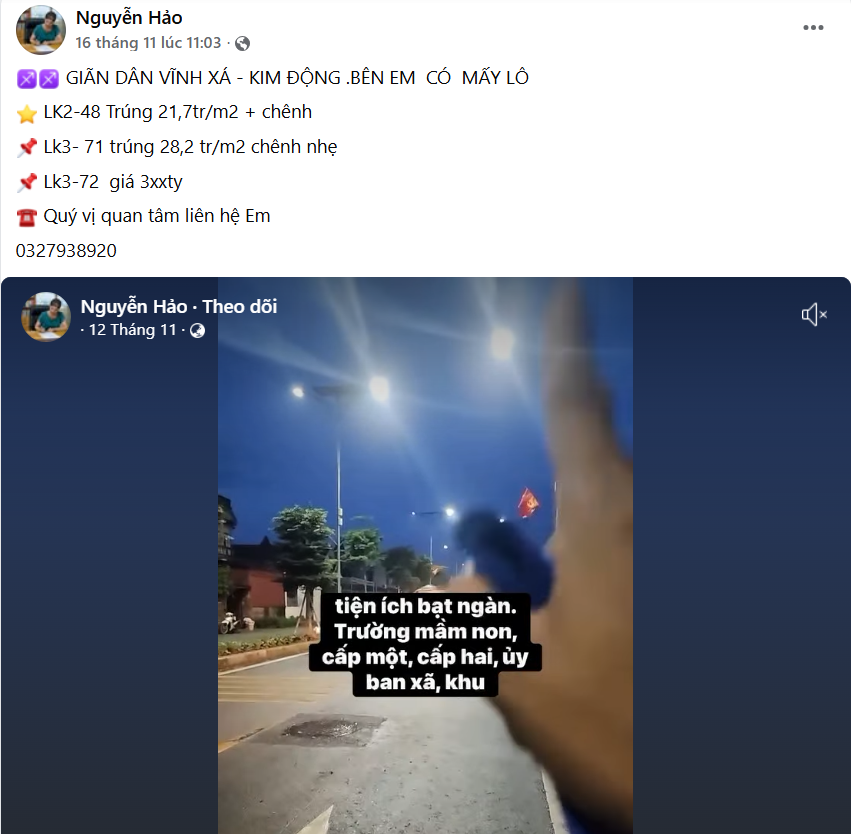 Nguyễn Hảo
16 tháng 11 lúc 11:03 ·
GIÃN DÂN VĨNH XÁ - KIM ĐỘNG .BÊN EM CÓ MẤY LÔ
LK2-48 Trúng 21,7tr/m2 + chênh
Lk3- 71 trúng 28,2 tr/m2 chênh nhẹ
Lk3-72 giá 3xxty
Quý vị quan tâm liên hệ Em
0327938920
Nguyễn Hảo · Theo dõi
· 12 Tháng 11 ·
tiện ích bạt ngàn.
Trường mầm non,
cấp một, cấp hai, ủy
ban xã, khu